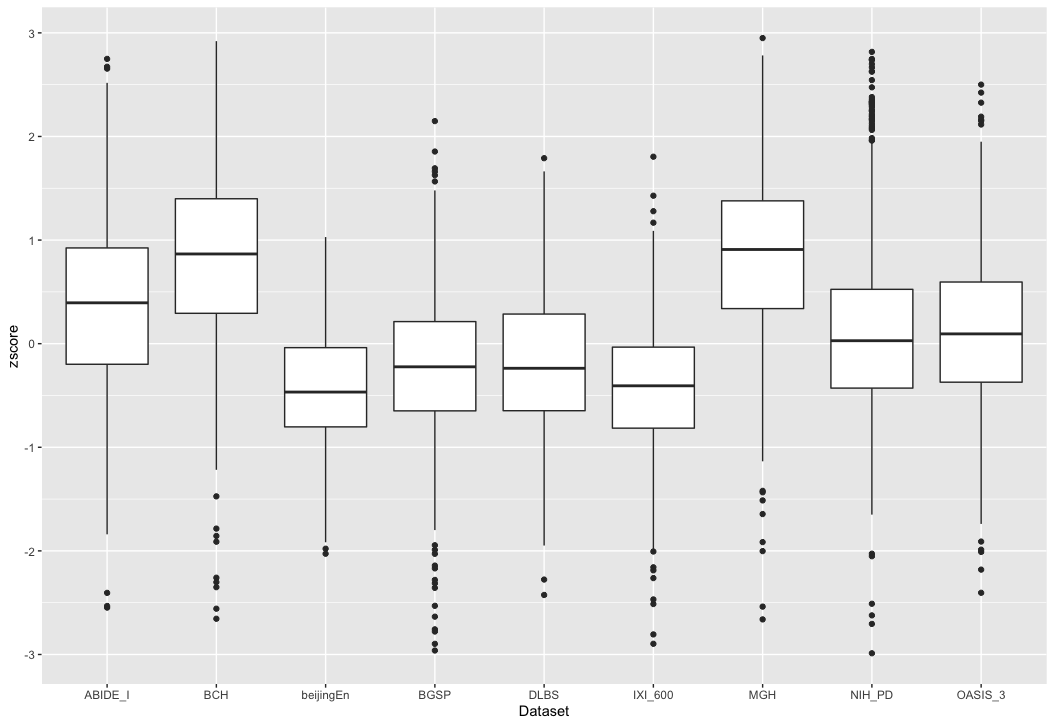 zscore
3
2
1
0
-1
-2
-3
ABIDE_I BCH beijingEn BGSP DLBS IXI_600 MGH NIH_PD OASIS_3
Dataset